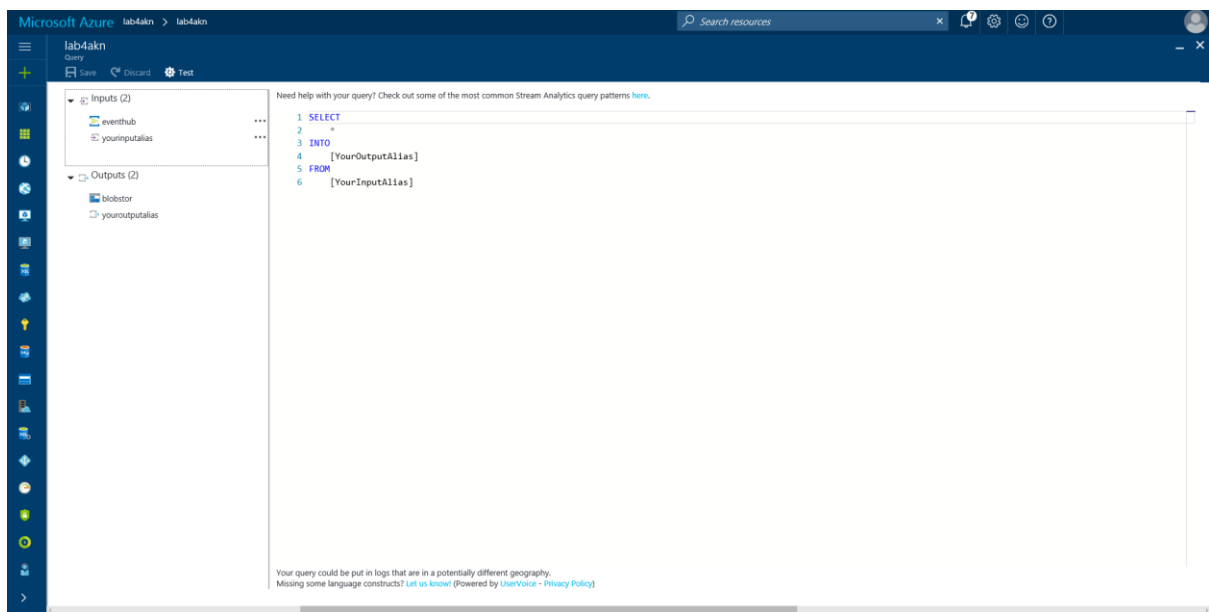 Microsoft Azure lab4akn > lab4akn
Search resources
7
lab4akn
Query
Save Discard Test
Inputs (2)
eventhub
yourinputalias
Outputs (2)
blobstor
youroutputalias
Need help with your query? Check out some of the most common Stream Analytics query patterns here.
1 SELECT
2 *
3 INTO
4 [YourOutputAlias]
5 FROM
6 [YourInputAlias]
Your query could be put in logs that are in a potentially different geography.
Missing some language constructs? Let us know! (Powered by UserVoice - Privacy Policy)